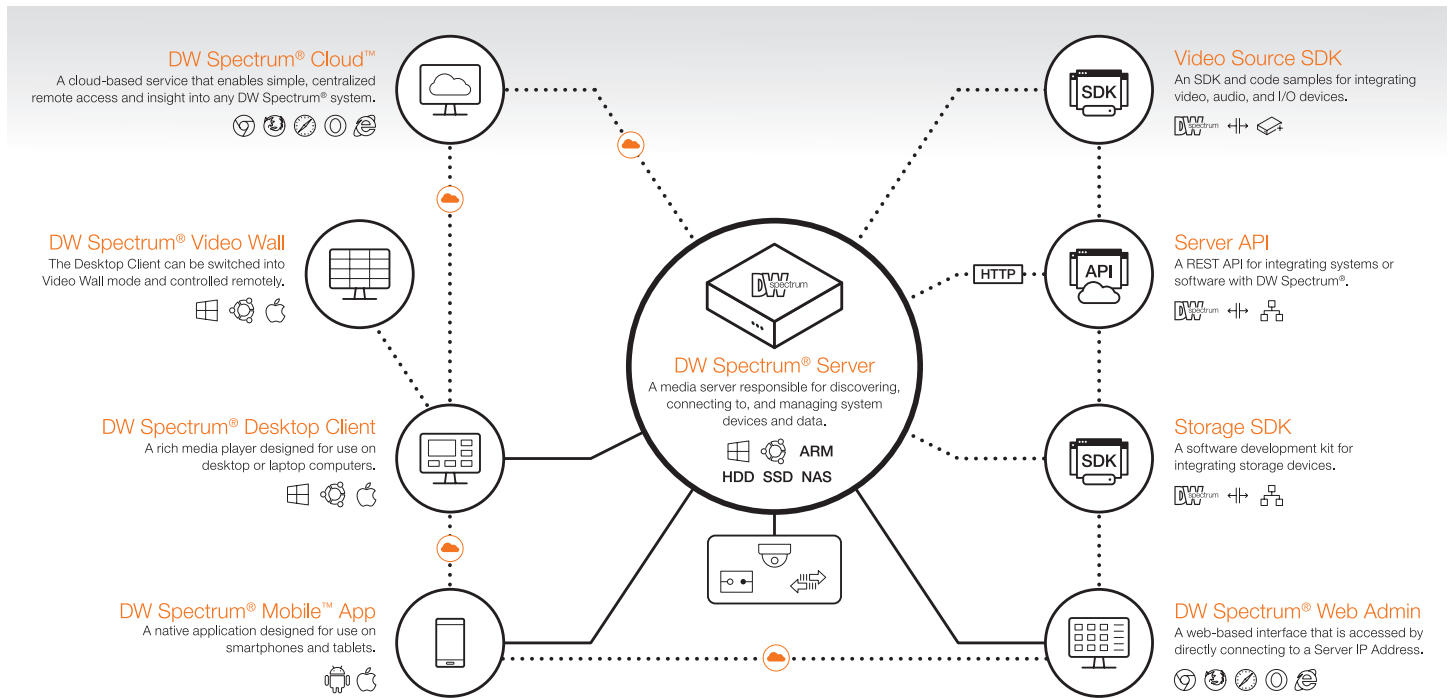 DW Spectrum® Cloud™
A cloud-based service that enables simple, centralized
remote access and insight into any DW Spectrum® system.
DW Spectrum® Video Wall
The Desktop Client can be switched into
Video Wall mode and controlled remotely.
DW Spectrum® Desktop Client
A rich media player designed for use on
desktop or laptop computers.
DW Spectrum® Mobile™ App
A native application designed for use on
smartphones and tablets.
DW spectrum
DW Spectrum® Server
A media server responsible for discovering,
connecting to, and managing system
devices and data.
ARM
HDD SSD NAS
HTTP
SDK
Video Source SDK
An SDK and code samples for integrating
video, audio, and I/O devices.
DW spectrum
API
Server API
A REST API for integrating systems or
software with DW Spectrum®.
DW spectrum
SDK
Storage SDK
A software development kit for
integrating storage devices.
DW spectrum
DW Spectrum® Web Admin
A web-based interface that is accessed by
directly connecting to a Server IP Address.